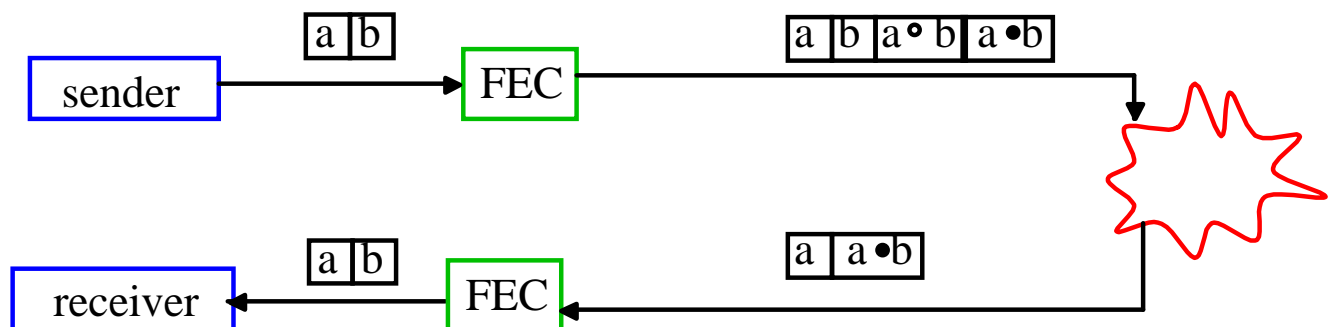 a b
a b a∘b a●b
sender
FEC
a b
a a●b
receiver
FEC